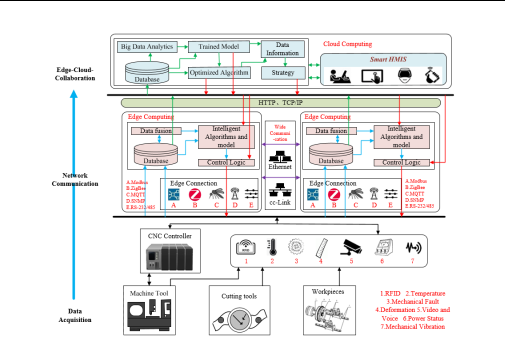 Big Data Analytics
Trained Model
Data
Information
Cloud Computing
Smart HMIS
Edge-Cloud-
Collaboration
Database
Optimized Algorithm
Strategy
HTTP、TCP/IP
Edge Computing
Data fusion
Intelligent
Algorithms and
model
Database
Control Logic
Wide
Communi
-cation
Ethernet
cc-Link
Edge Computing
Data fusion
Intelligent
Algorithms and
model
Database
Control Logic
Network
Communication
A.Modbus
B.ZigBee
C.MQTT
D.SNMP
E.RS-232/485
Edge Connection
A B C D E
Edge Connection
A B C D E
A.Modbus
B.ZigBee
C.MQTT
D.SNMP
E.RS-232/485
CNC Controller
1 2 3 4 5 6 7
Machine Tool
Cutting tools
Workpieces
Data
Acquisition
1.RFID 2.Temperature
3.Mechanical Fault
4.Deformation 5.Video and
Voice 6.Power Status
7.Mechanical Vibration